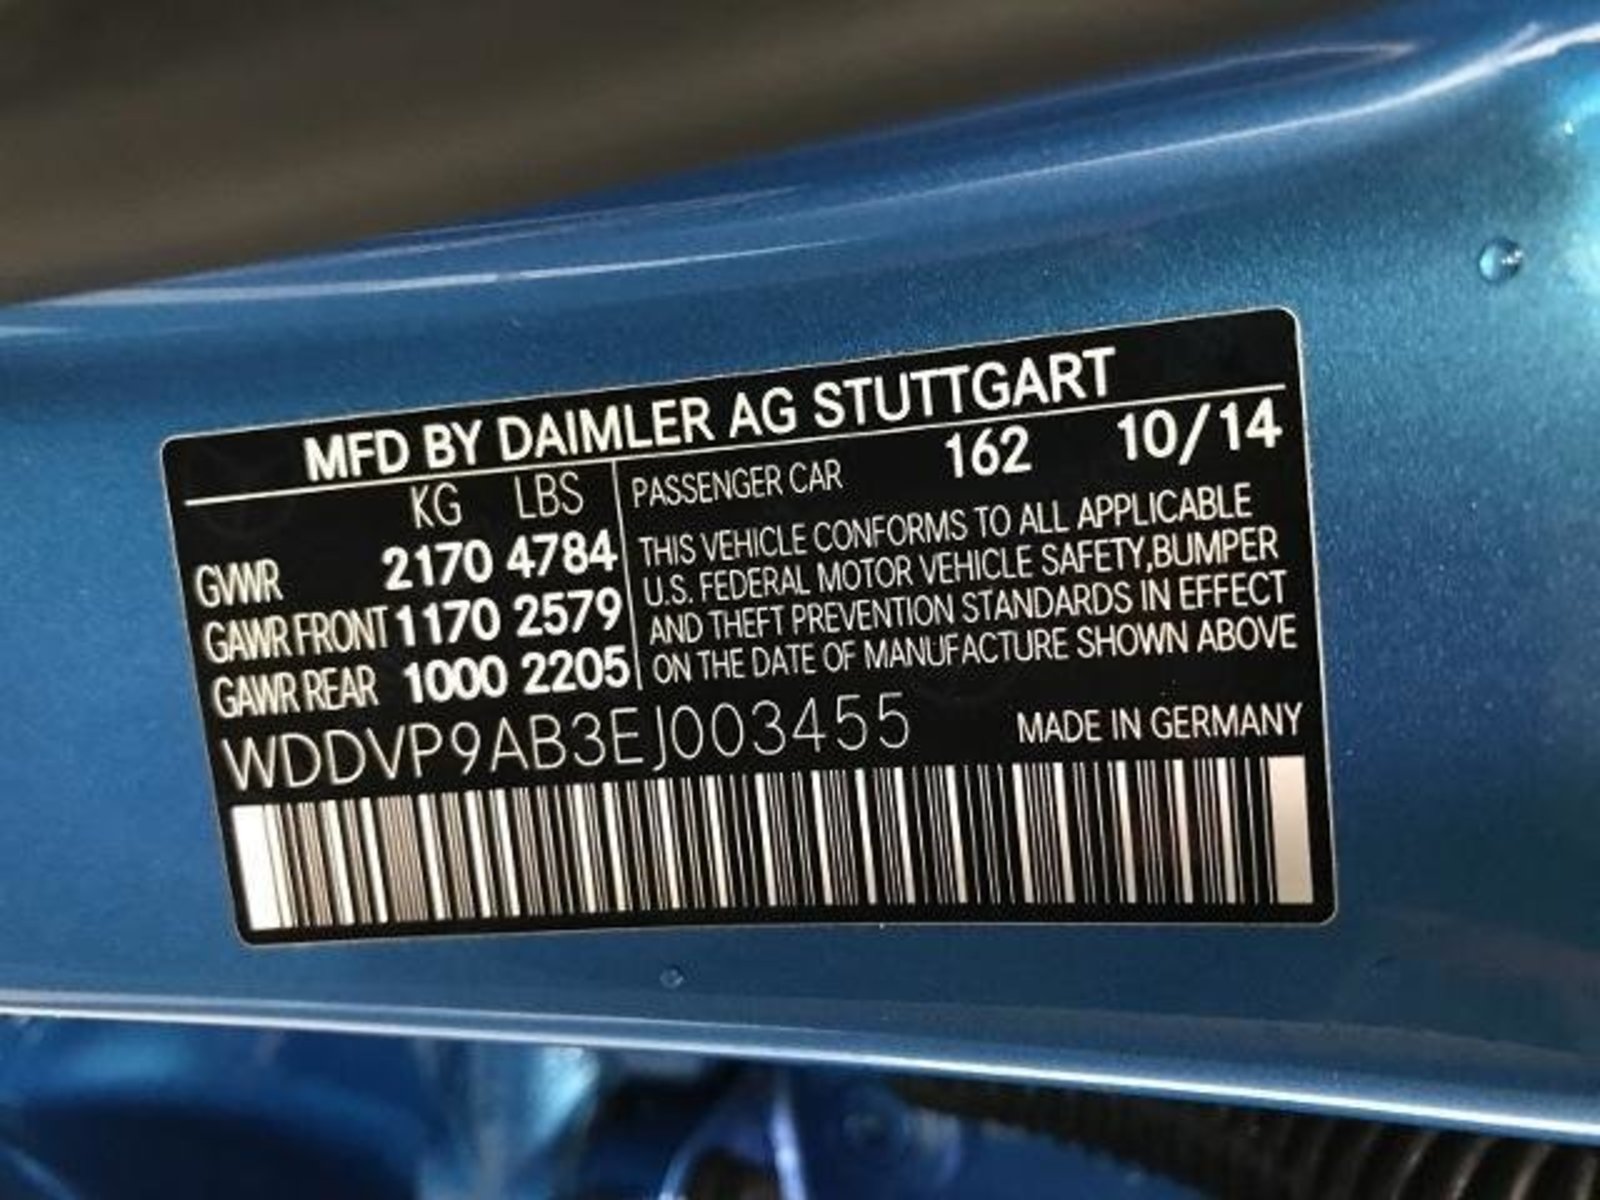 MFD BY DAIMLER AG STUTTGART
KG LBS
GVWR 2170 4784
GAWR FRONT 1170 2579
GAWR REAR 1000 2205
PASSENGER CAR 162 10/14
THIS VEHICLE CONFORMS TO ALL APPLICABLE
U.S. FEDERAL MOTOR VEHICLE SAFETY,BUMPER
AND THEFT PREVENTION STANDARDS IN EFFECT
ON THE DATE OF MANUFACTURE SHOWN ABOVE
WDDVP9AB3EJ003455
MADE IN GERMANY